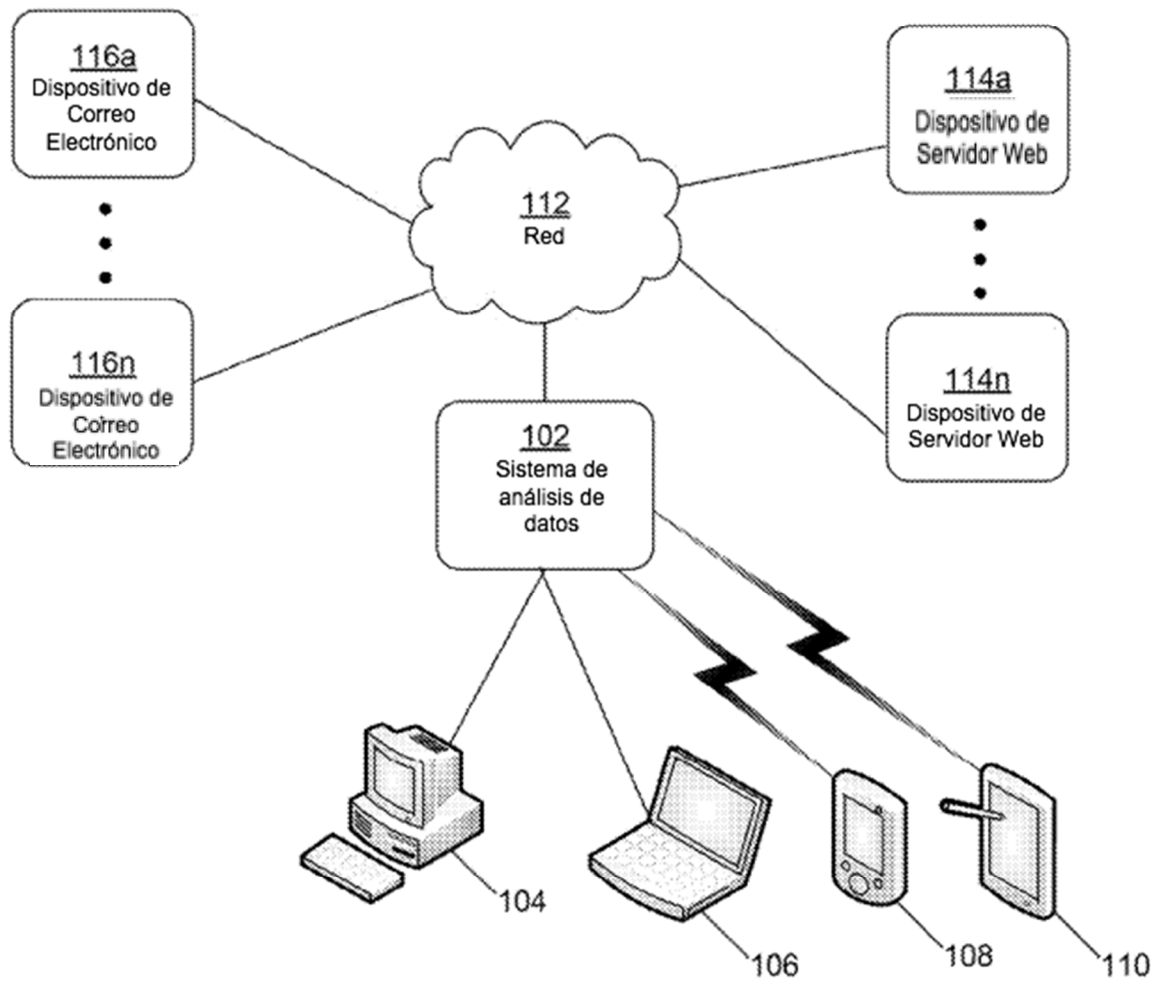 116a
Dispositivo de
Correo
Electrónico
114a
Dispositivo de
Servidor Web
112
Red
116n
Dispositivo de
Correo
Electrónico
114n
Dispositivo de
Servidor Web
102
Sistema de
análisis de
datos
104
106
108
110